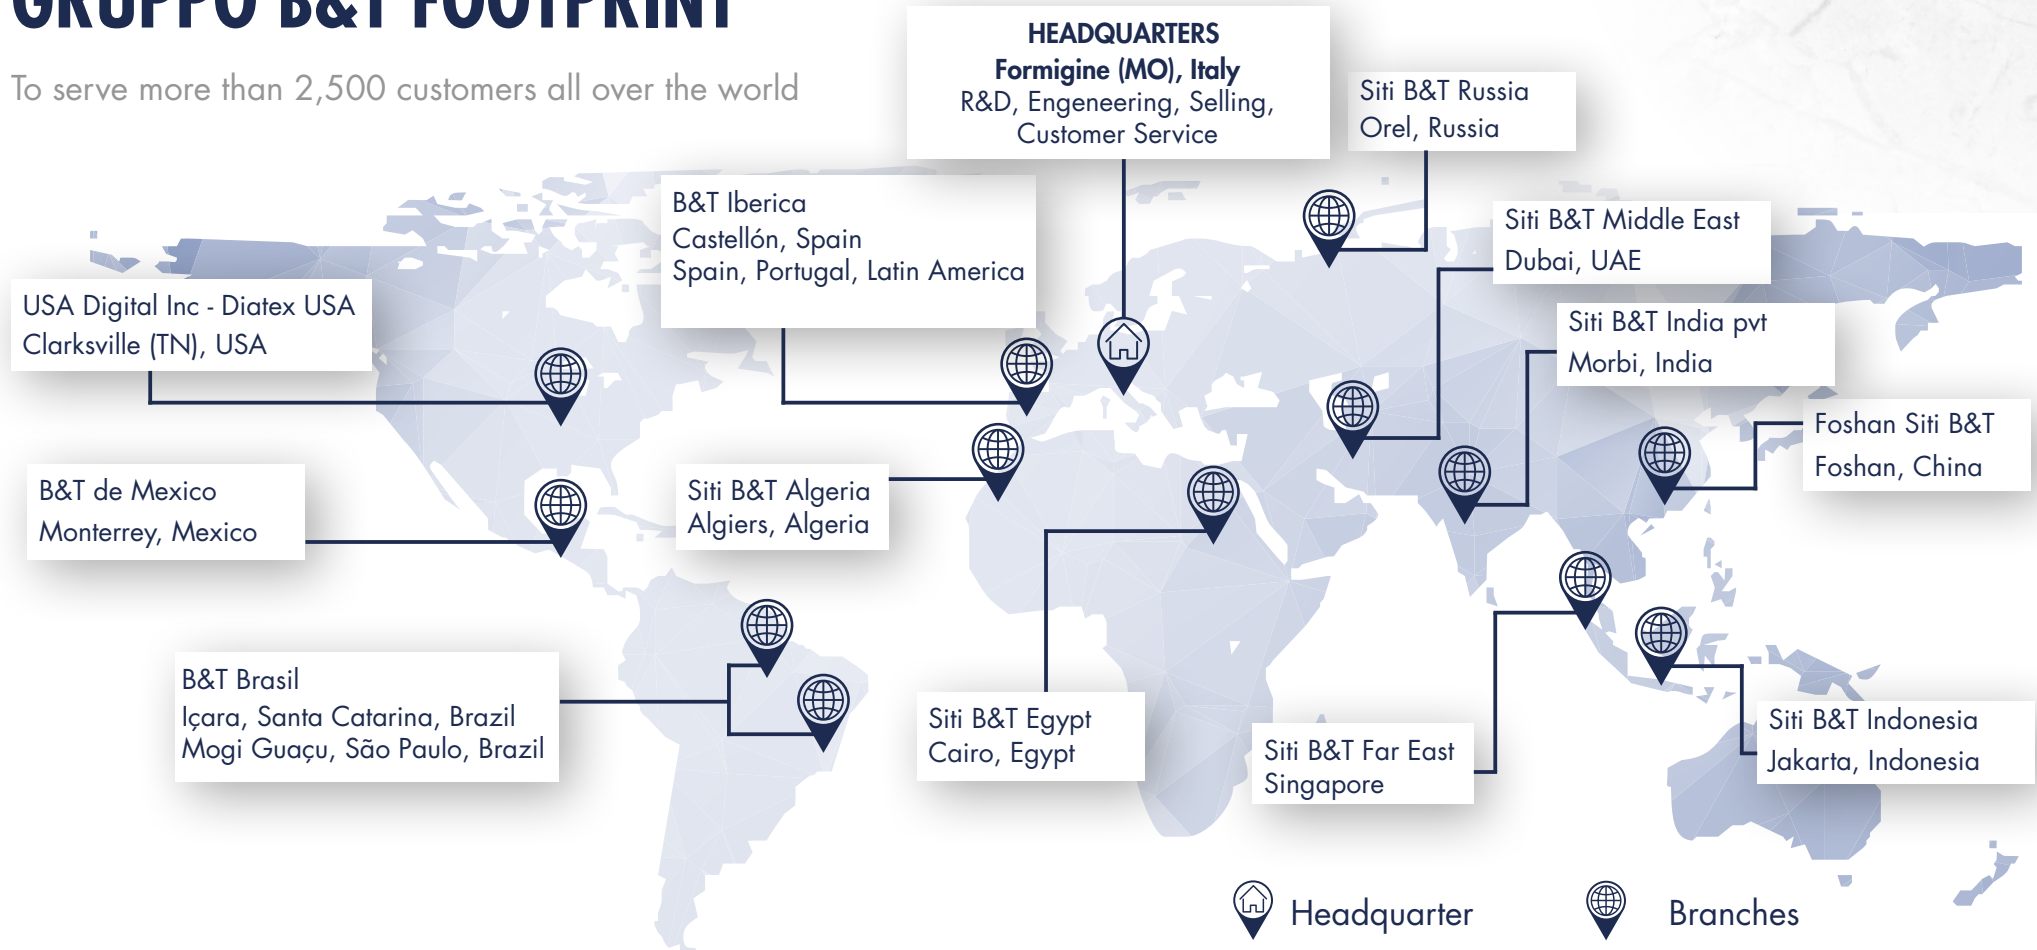 GRUPPO B&T FOOTPRINT
To serve more than 2,500 customers all over the world
HEADQUARTERS
Formigine (MO), Italy
R&D, Engeneering, Selling,
Customer Service
Siti B&T Russia
Orel, Russia
B&T Iberica
Castellón, Spain
Spain, Portugal, Latin America
Siti B&T Middle East
Dubai, UAE
USA Digital Inc - Diatex USA
Clarksville (TN), USA
Siti B&T India pvt
Morbi, India
Foshan Siti B&T
Foshan, China
B&T de Mexico
Monterrey, Mexico
Siti B&T Algeria
Algiers, Algeria
B&T Brasil
Içara, Santa Catarina, Brazil
Mogi Guaçu, São Paulo, Brazil
Siti B&T Egypt
Cairo, Egypt
Siti B&T Far East
Singapore
Siti B&T Indonesia
Jakarta, Indonesia
Headquarter
Branches